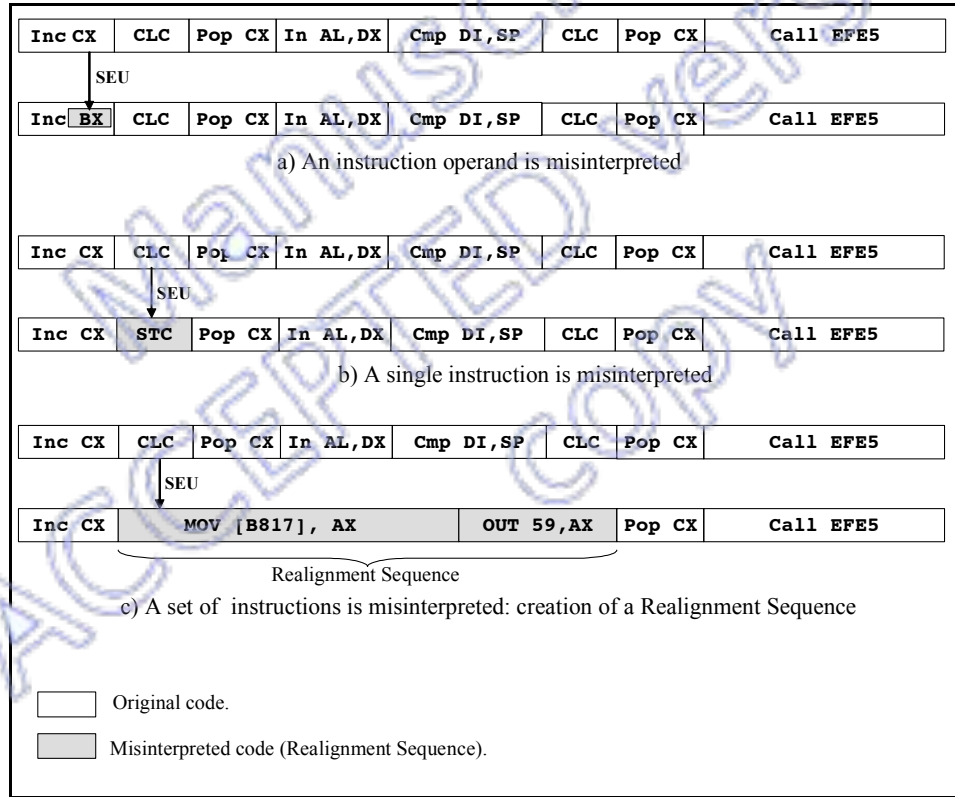 Inc CX CLC Pop CX In AL,DX Cmp DI,SP CLC Pop CX Call EFE5
SEU
Inc BX CLC Pop CX In AL,DX Cmp DI,SP CLC Pop CX Call EFE5
a) An instruction operand is misinterpreted
Inc CX CLC Pop CX In AL,DX Cmp DI,SP CLC Pop CX Call EFE5
SEU
Inc CX STC Pop CX In AL,DX Cmp DI,SP CLC Pop CX Call EFE5
b) A single instruction is misinterpreted
Inc CX CLC Pop CX In AL,DX Cmp DI,SP CLC Pop CX Call EFE5
SEU
Inc CX MOV [B817], AX OUT 59,AX Pop CX Call EFE5
Realignment Sequence
c) A set of instructions is misinterpreted: creation of a Realignment Sequence
Original code.
Misinterpreted code (Realignment Sequence).
ACCEPTED
copy